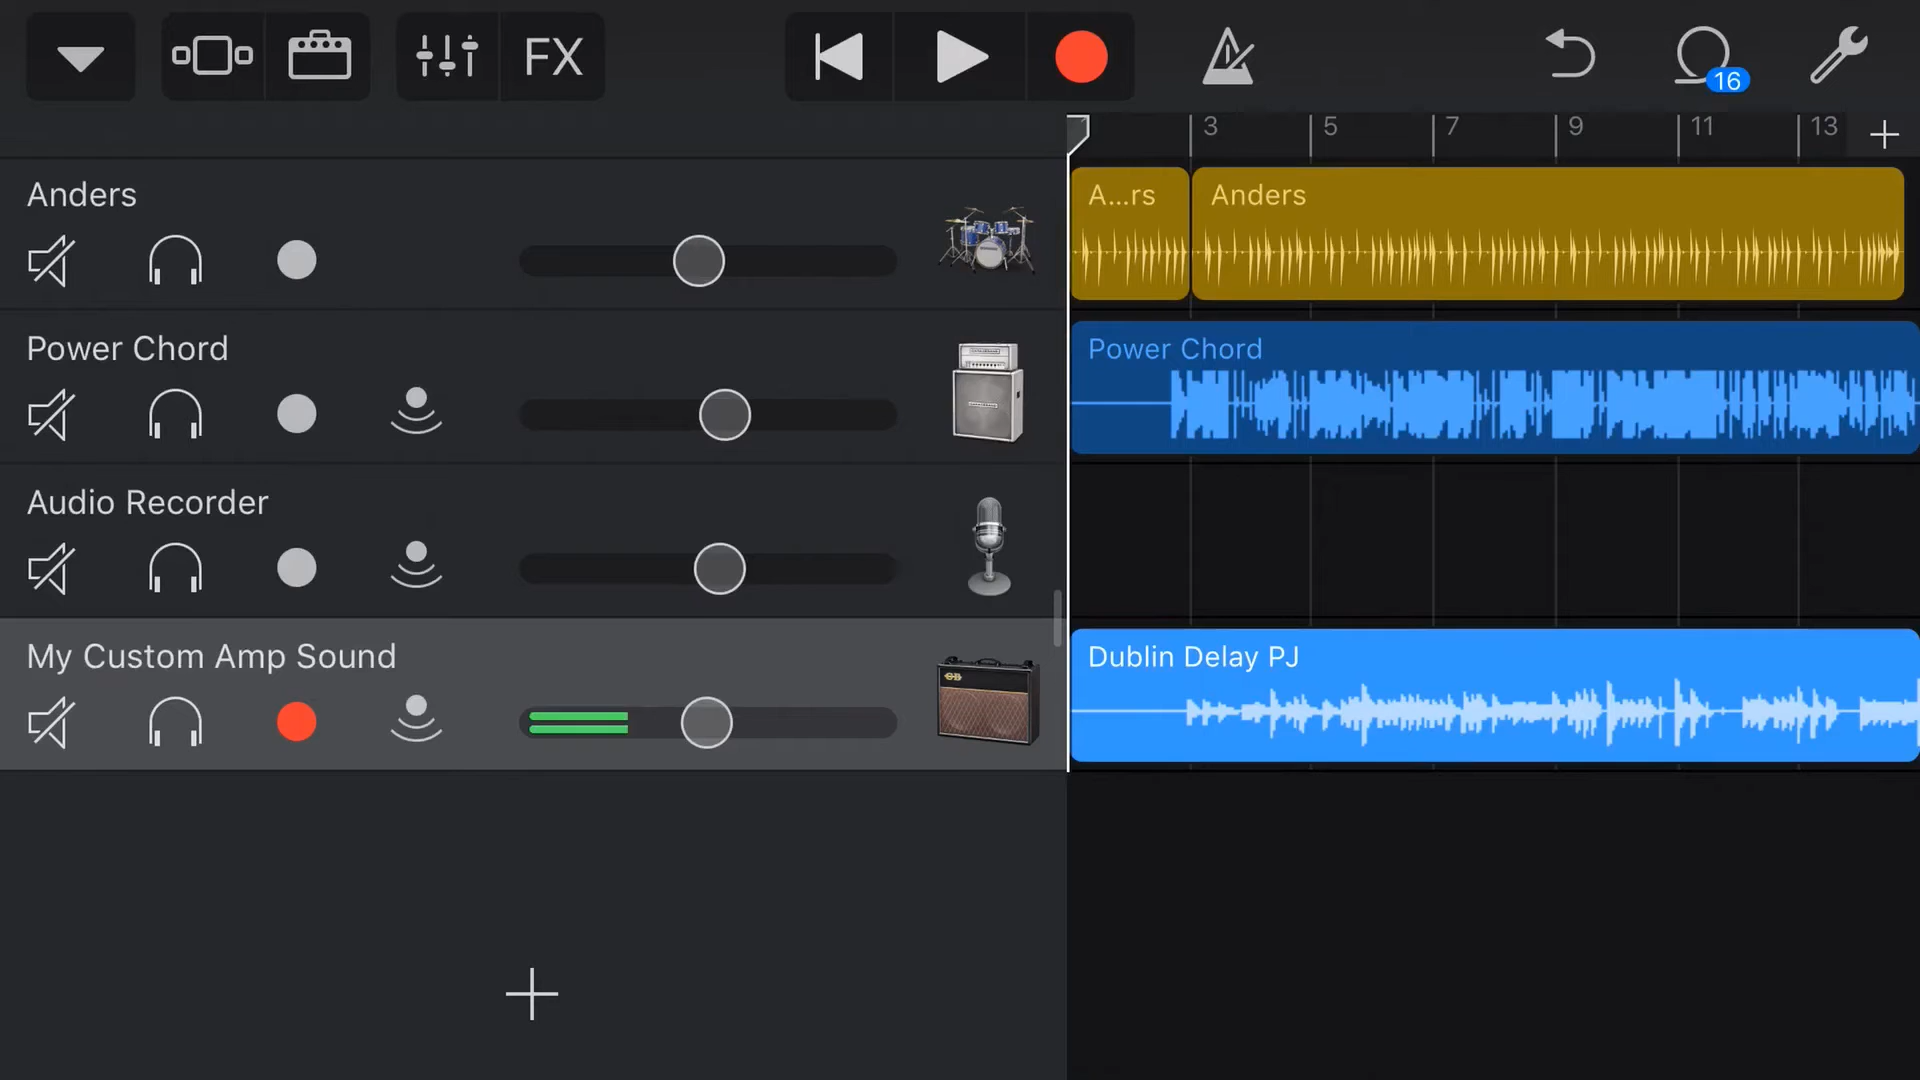 FX
16
3 5 7 9 11 13
Anders
A...rs
Anders
Power Chord
Power Chord
Audio Recorder
My Custom Amp Sound
Dublin Delay PJ